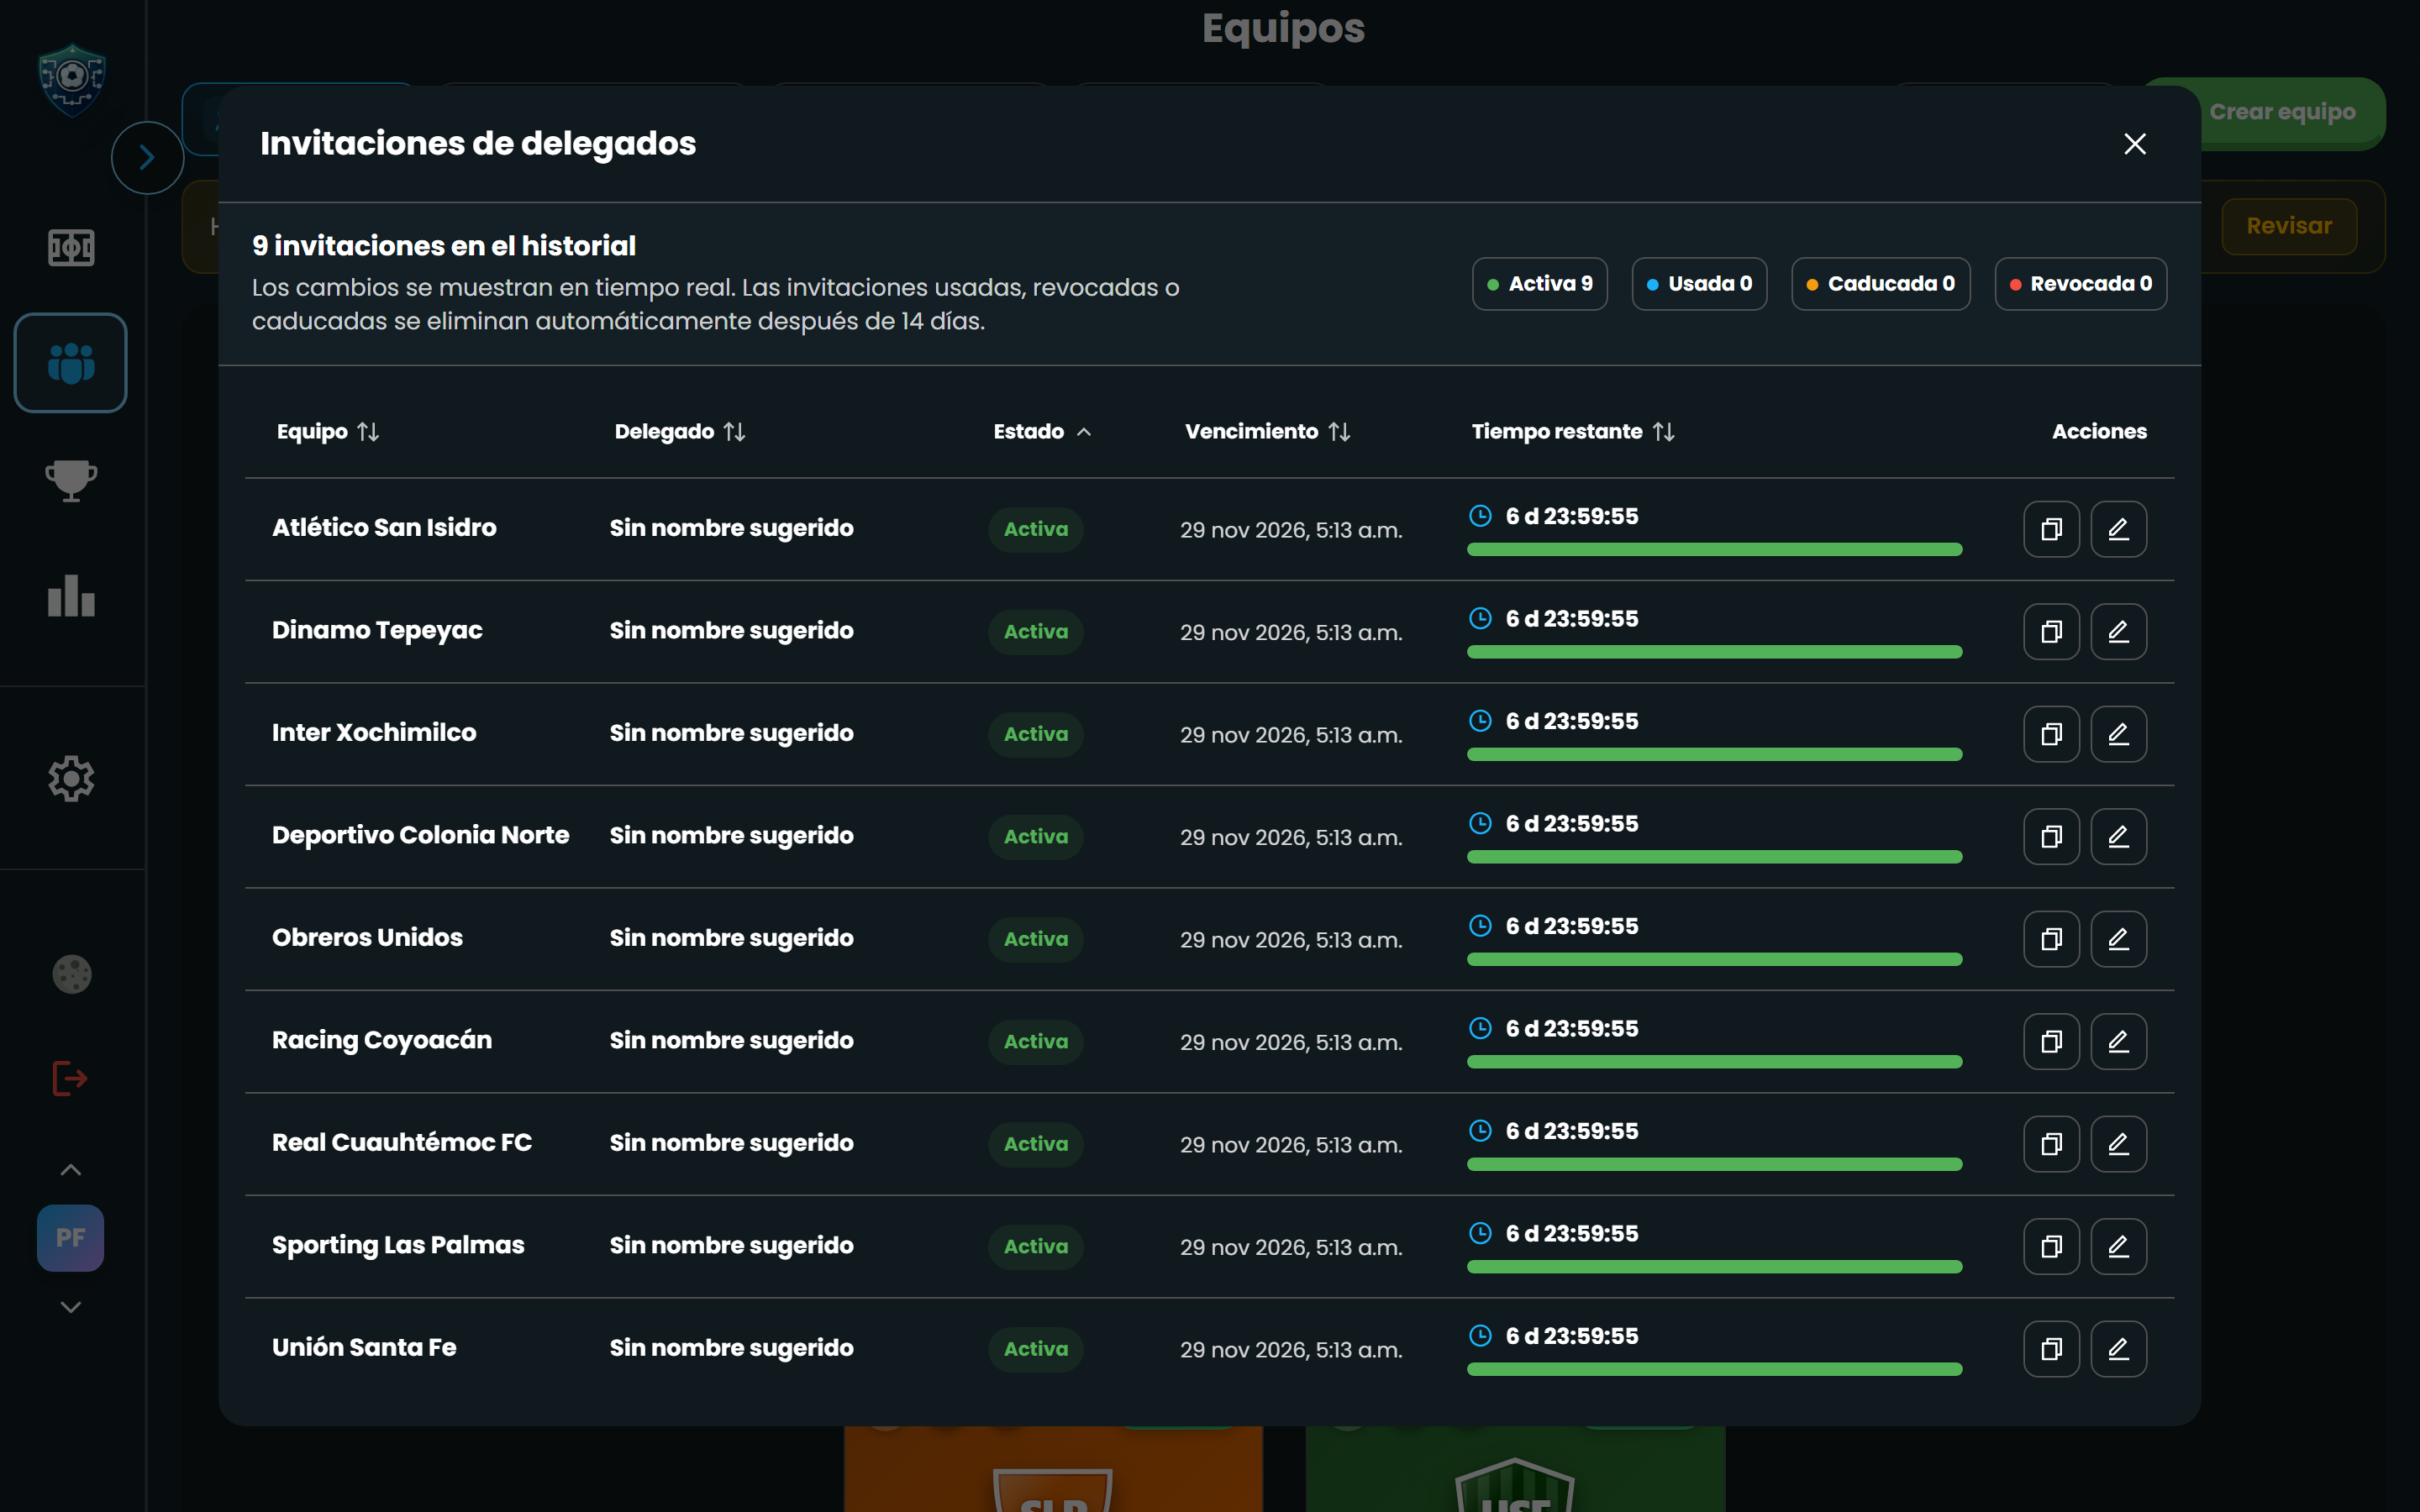 Equipos
Crear equipo
Revisar
Invitaciones de delegados
9 invitaciones en el historial
Los cambios se muestran en tiempo real. Las invitaciones usadas, revocadas o
caducadas se eliminan automáticamente después de 14 días.
Activa 9
Usada 0
Caducada 0
Revocada 0
Equipo Delegado Estado Vencimiento Tiempo restante Acciones
Atlético San Isidro Sin nombre sugerido Activa 29 nov 2026, 5:13 a.m. 6 d 23:59:55
Dinamo Tepeyac Sin nombre sugerido Activa 29 nov 2026, 5:13 a.m. 6 d 23:59:55
Inter Xochimilco Sin nombre sugerido Activa 29 nov 2026, 5:13 a.m. 6 d 23:59:55
Deportivo Colonia Norte Sin nombre sugerido Activa 29 nov 2026, 5:13 a.m. 6 d 23:59:55
Obreros Unidos Sin nombre sugerido Activa 29 nov 2026, 5:13 a.m. 6 d 23:59:55
Racing Coyoacán Sin nombre sugerido Activa 29 nov 2026, 5:13 a.m. 6 d 23:59:55
Real Cuauhtémoc FC Sin nombre sugerido Activa 29 nov 2026, 5:13 a.m. 6 d 23:59:55
Sporting Las Palmas Sin nombre sugerido Activa 29 nov 2026, 5:13 a.m. 6 d 23:59:55
Unión Santa Fe Sin nombre sugerido Activa 29 nov 2026, 5:13 a.m. 6 d 23:59:55
PF